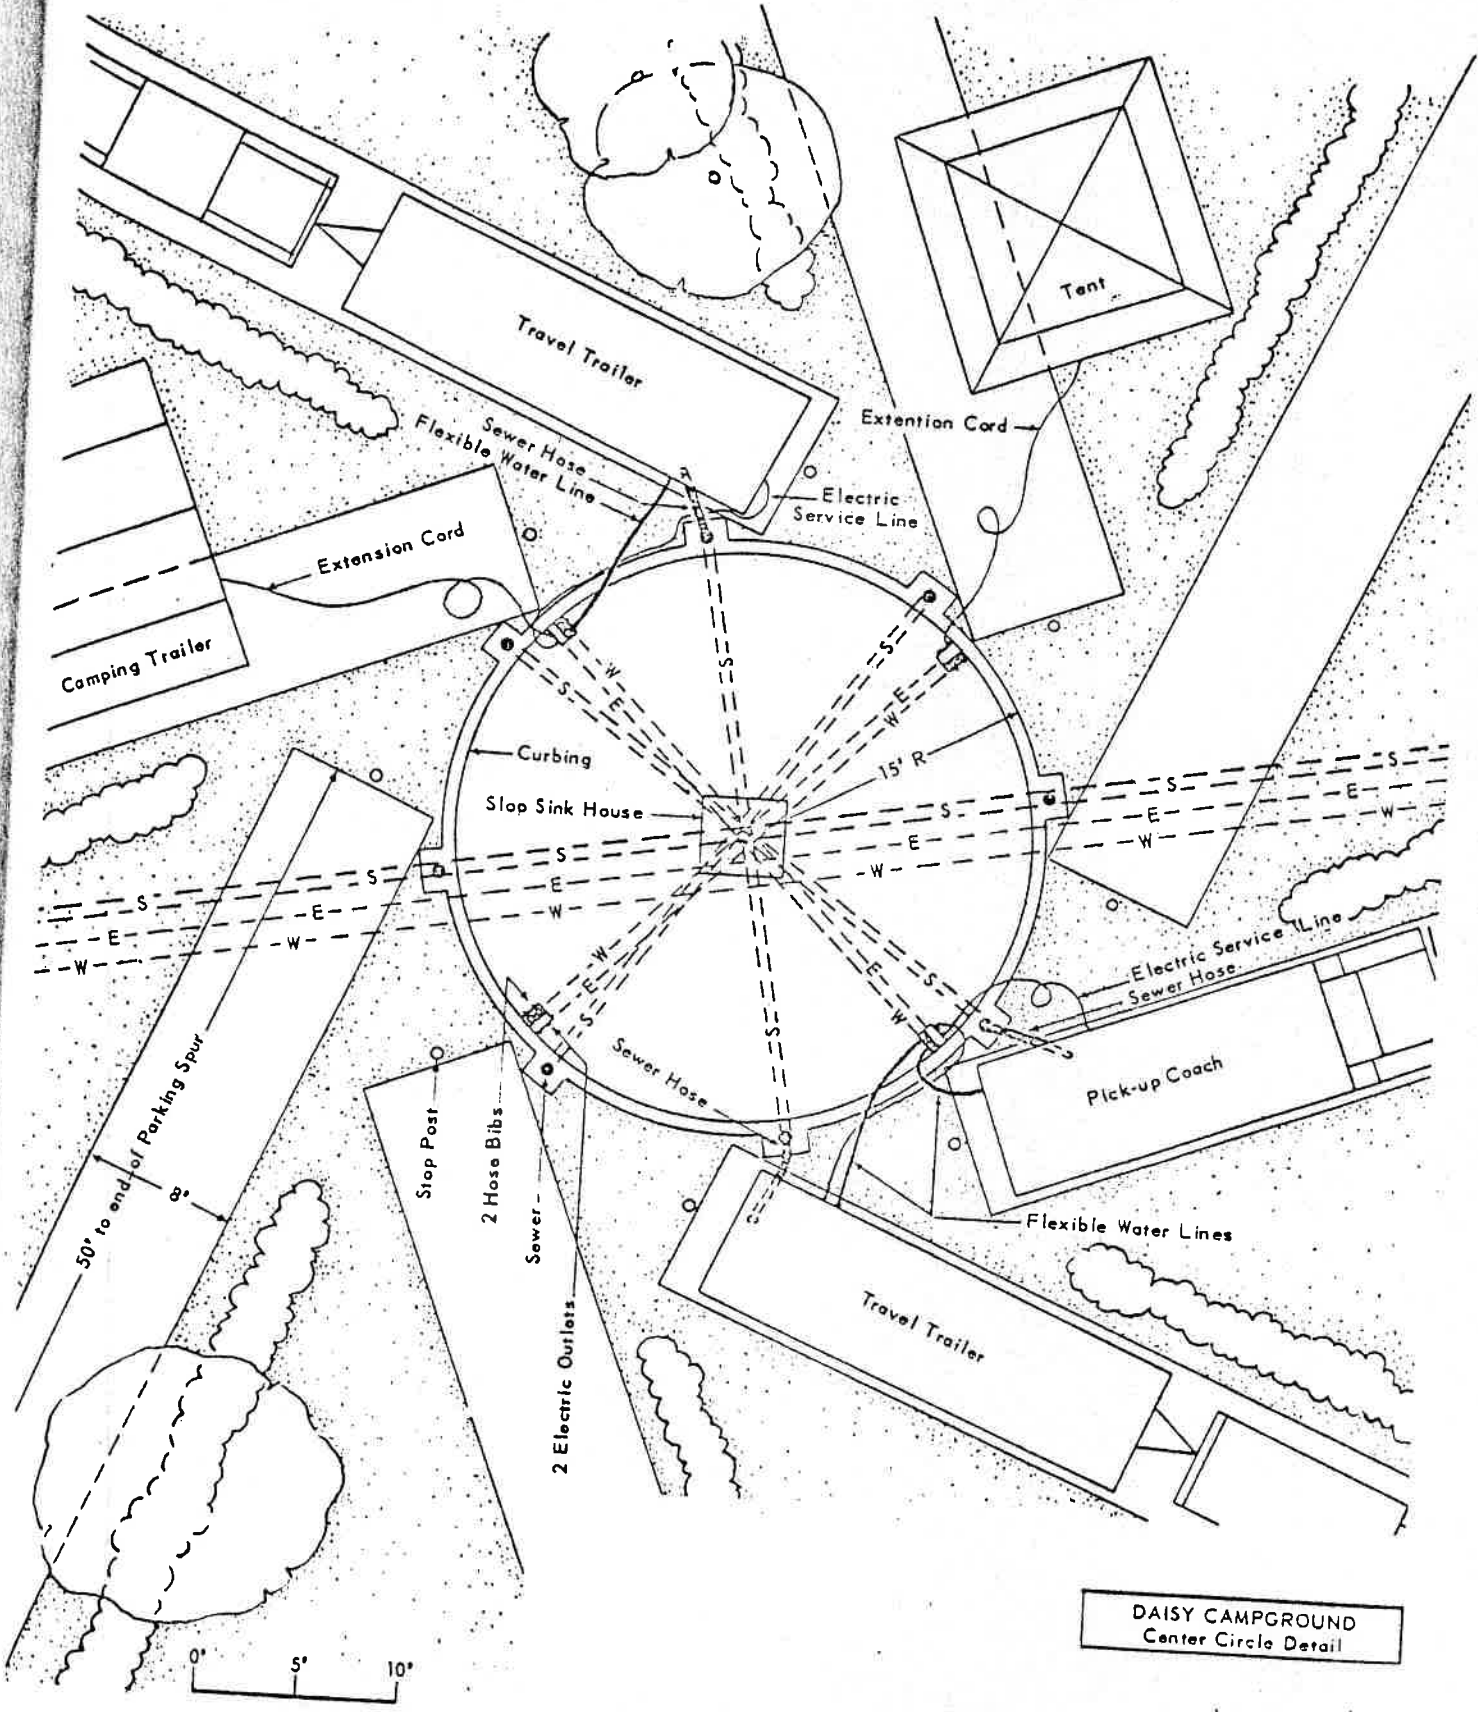 Travel Trailer
Tent
Extention Cord
Sewer Hose
Flexible Water Line
Electric
Service Line
Extension Cord
Camping Trailer
W
E
S
S
S
E
W
15' R
Curbing
Slop Sink House
S
S
S
S
S
S
E
E
E
E
E
W
W
W
W
W
Electric Service Line
Sewer Hose
W
E
S
S
E
W
S
Sewer Hose
Pick-up Coach
Stop Post
2 Hose Bibs
Sewer
2 Electric Outlets
50' to end of Parking Spur
8'
Flexible Water Lines
Travel Trailer
DAISY CAMPGROUND
Center Circle Detail
0' 5' 10'